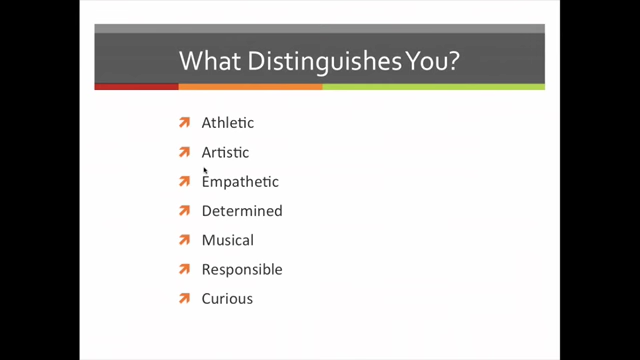 What Distinguishes You?
Athletic
Artistic
Empathetic
Determined
Musical
Responsible
Curious